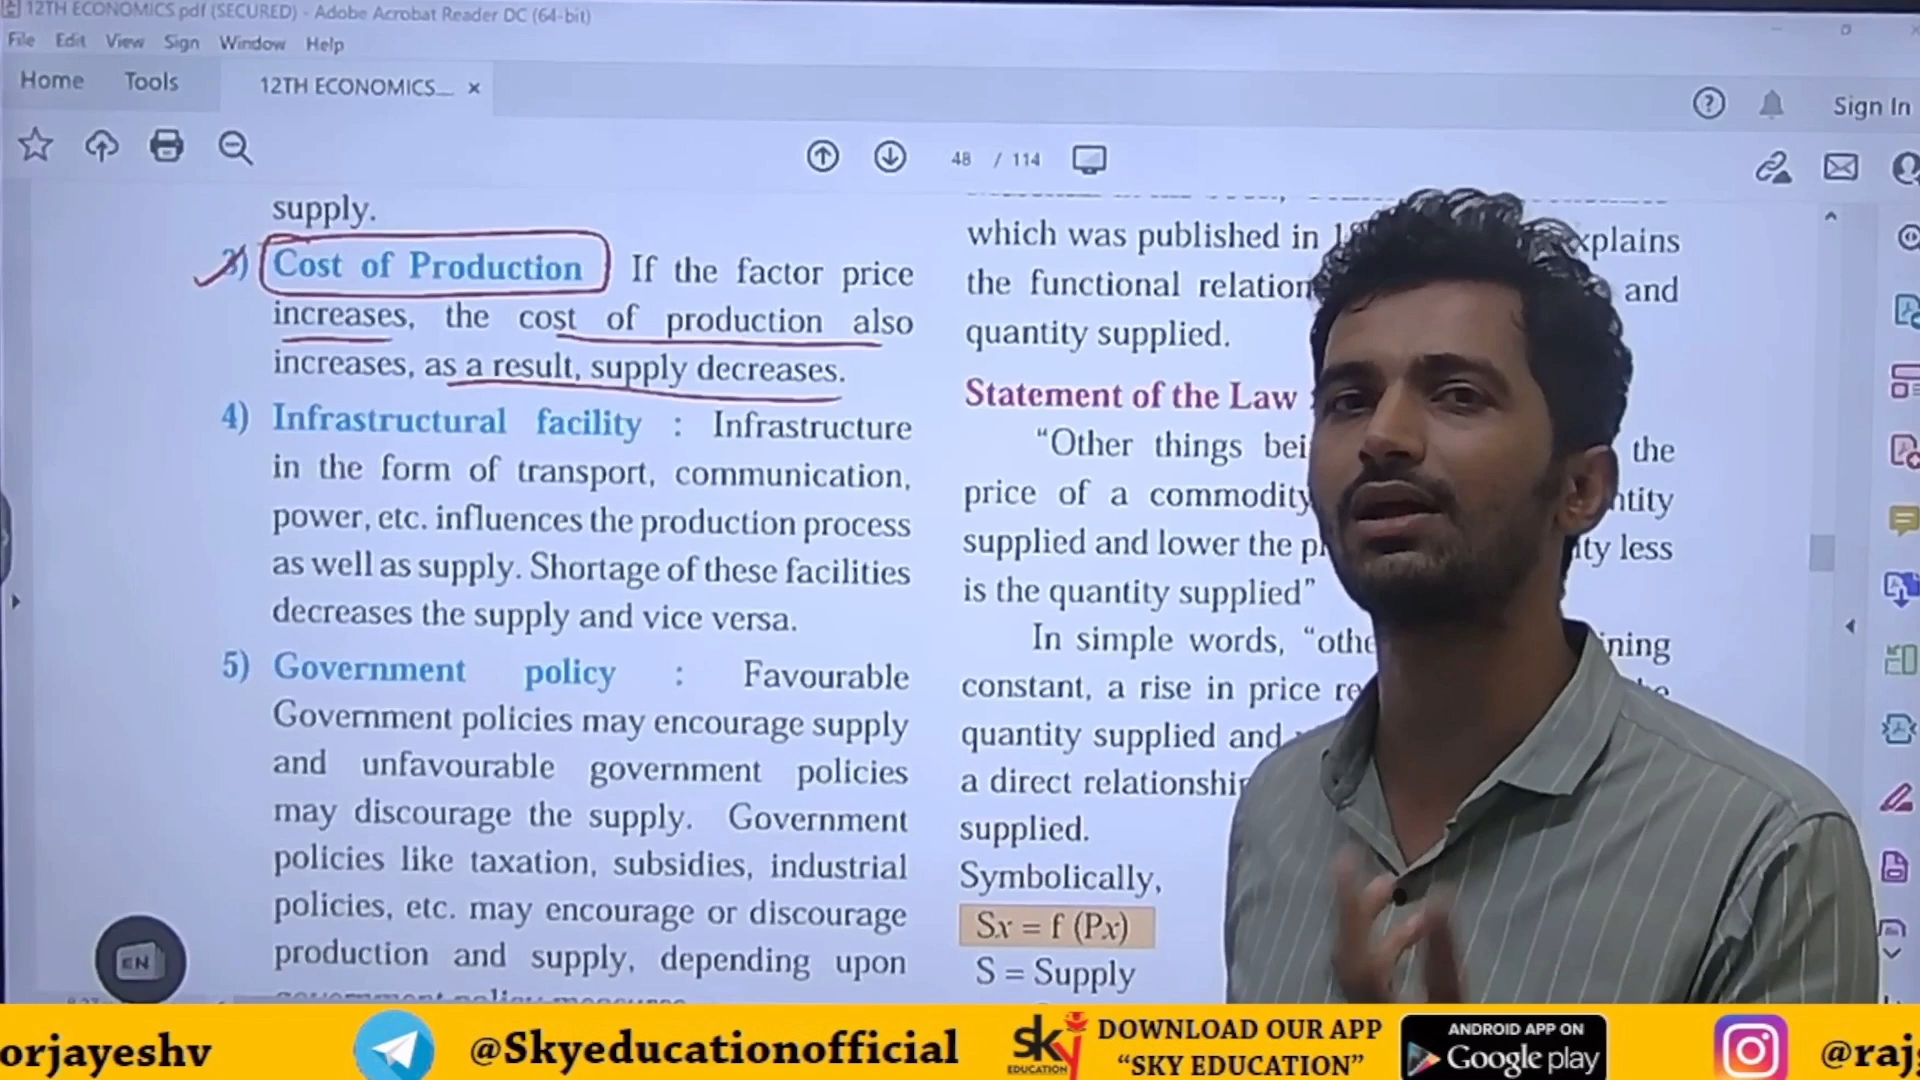 12TH ECONOMICS.pdf (SECURED) - Adobe Acrobat Reader DC (64-bit)
File Edit View Sign Window Help
Home Tools 12TH ECONOMICS... ×
Sign In
48 / 114
supply.
3) Cost of Production If the factor price
increases, the cost of production also
increases, as a result, supply decreases.
4) Infrastructural facility : Infrastructure
in the form of transport, communication,
power, etc. influences the production process
as well as supply. Shortage of these facilities
decreases the supply and vice versa.
5) Government policy : Favourable
Government policies may encourage supply
and unfavourable government policies
may discourage the supply. Government
policies like taxation, subsidies, industrial
policies, etc. may encourage or discourage
production and supply, depending upon
which was published in 18 xplains
the functional relation and
quantity supplied.
Statement of the Law
“Other things bei the
price of a commodity ntity
supplied and lower the pr ity less
is the quantity supplied”
In simple words, “othe ining
constant, a rise in price re
quantity supplied and
a direct relationship
supplied.
Symbolically,
Sx = f (Px)
S = Supply
EN
orjayeshv
@Skyeducationofficial
sky
EDUCATION
DOWNLOAD OUR APP
“SKY EDUCATION”
ANDROID APP ON
Google play
@raj